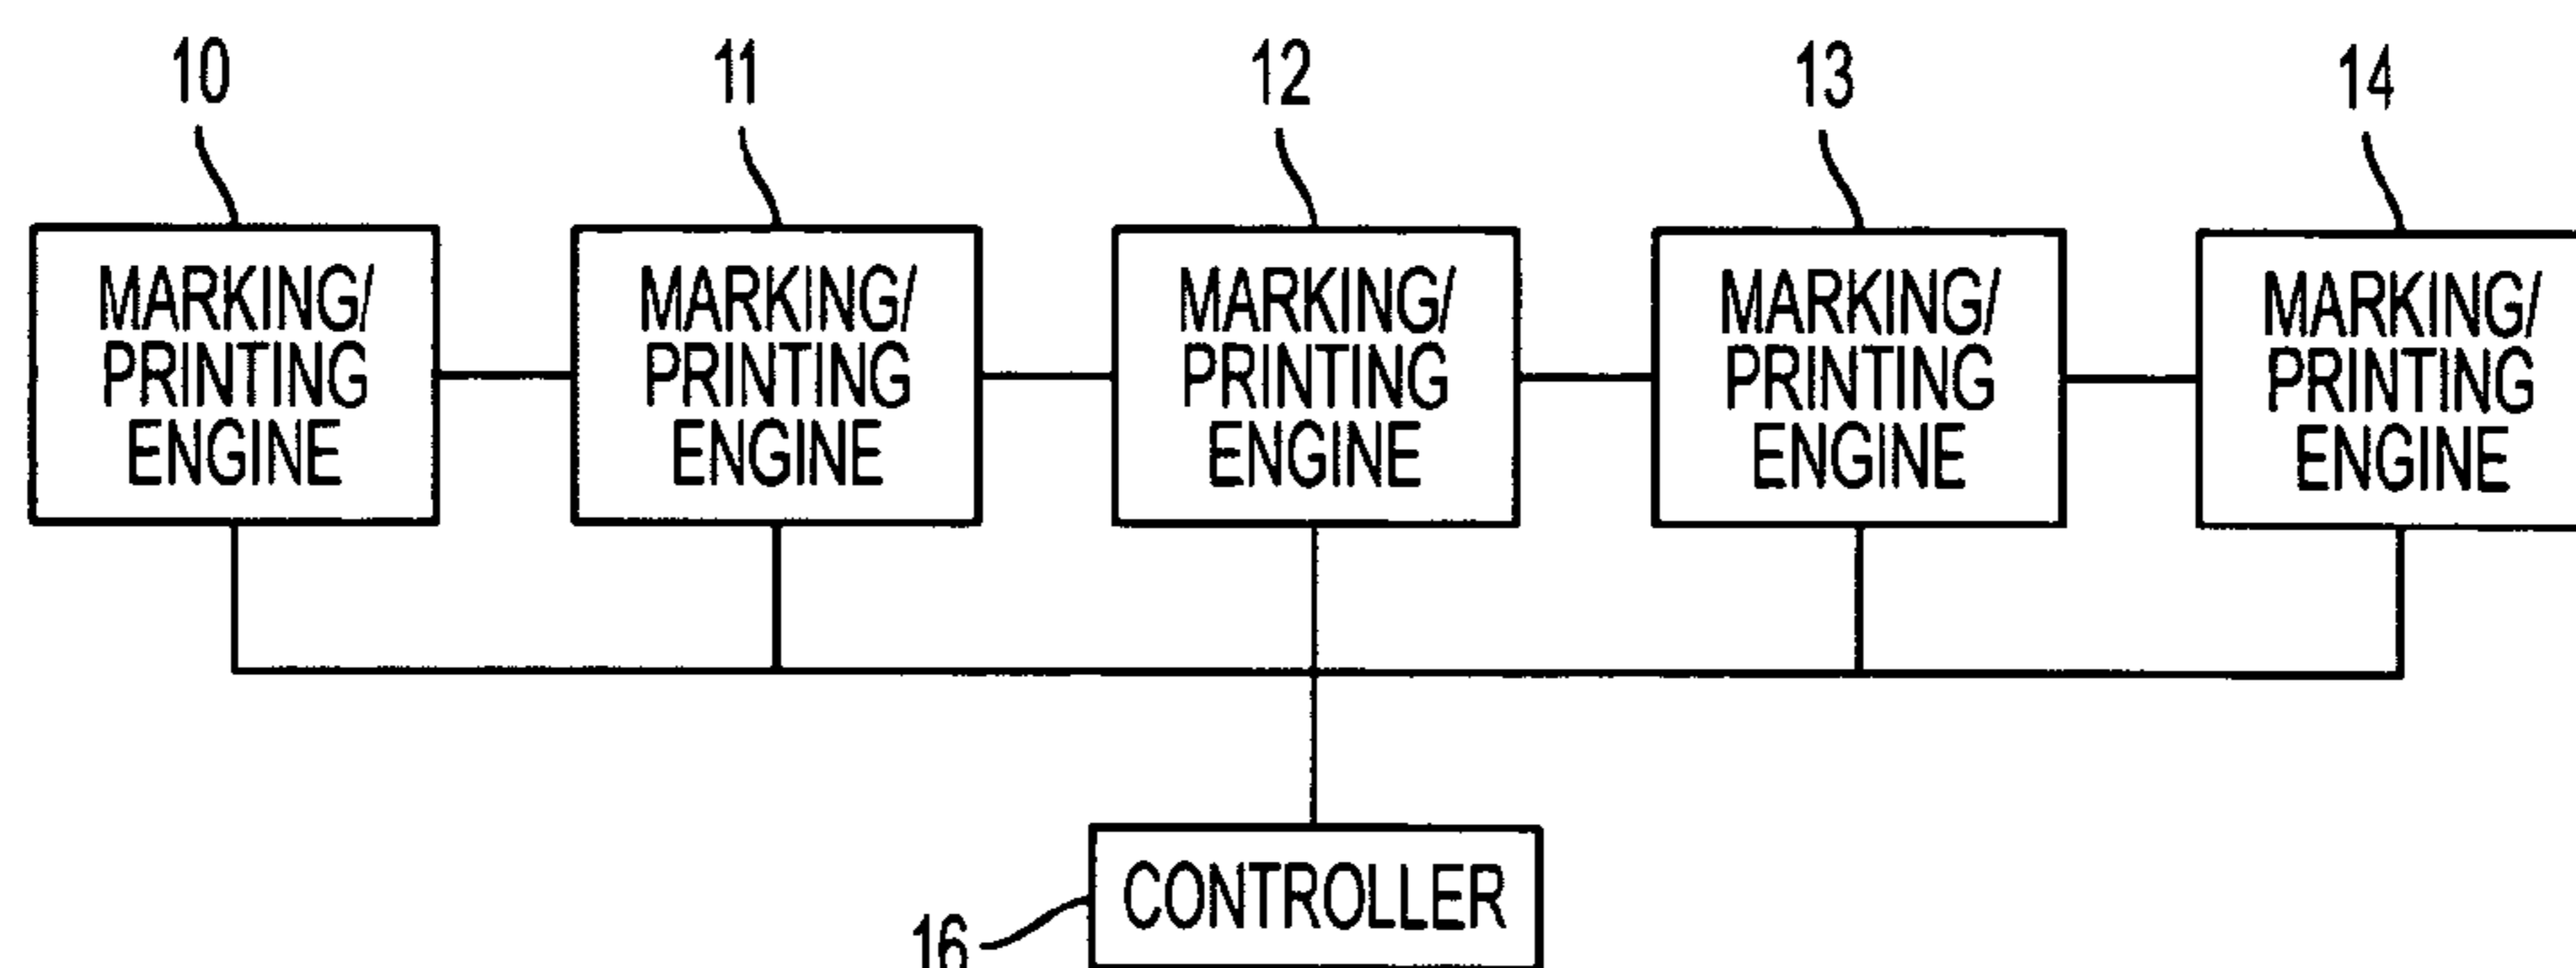 10 11 12 13 14
MARKING/ MARKING/ MARKING/ MARKING/ MARKING/
PRINTING PRINTING PRINTING PRINTING PRINTING
ENGINE ENGINE ENGINE ENGINE ENGINE
CONTROLLER
16